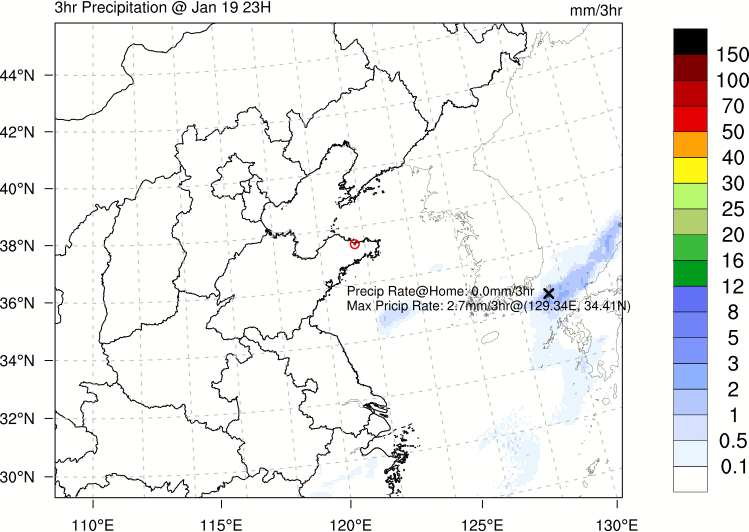 3hr Precipitation @ Jan 19 23H
mm/3hr
150
44°N
100
70
42°N
50
40
40°N
30
25
38°N
20
16
Precip Rate@Home: 0.0mm/3hr
12
36°N
Max Pricip Rate: 2.7mm/3hr@(129.34E, 34.41N)
8
5
34°N
3
2
32°N
1
0.5
30°N
0.1
110°E 115°E 120°E 125°E 130°E